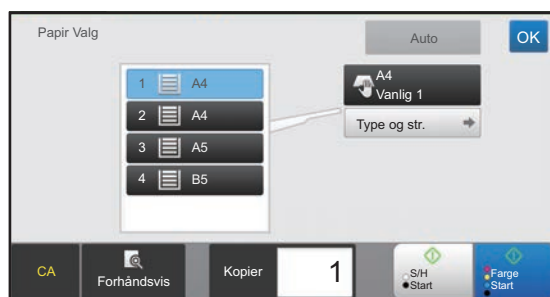 Papir Valg
Auto
OK
1 A4
2 A4
3 A5
4 B5
A4
Vanlig 1
Type og str.
CA
Forhåndsvis
Kopier
1
S/H
Start
Farge
Start